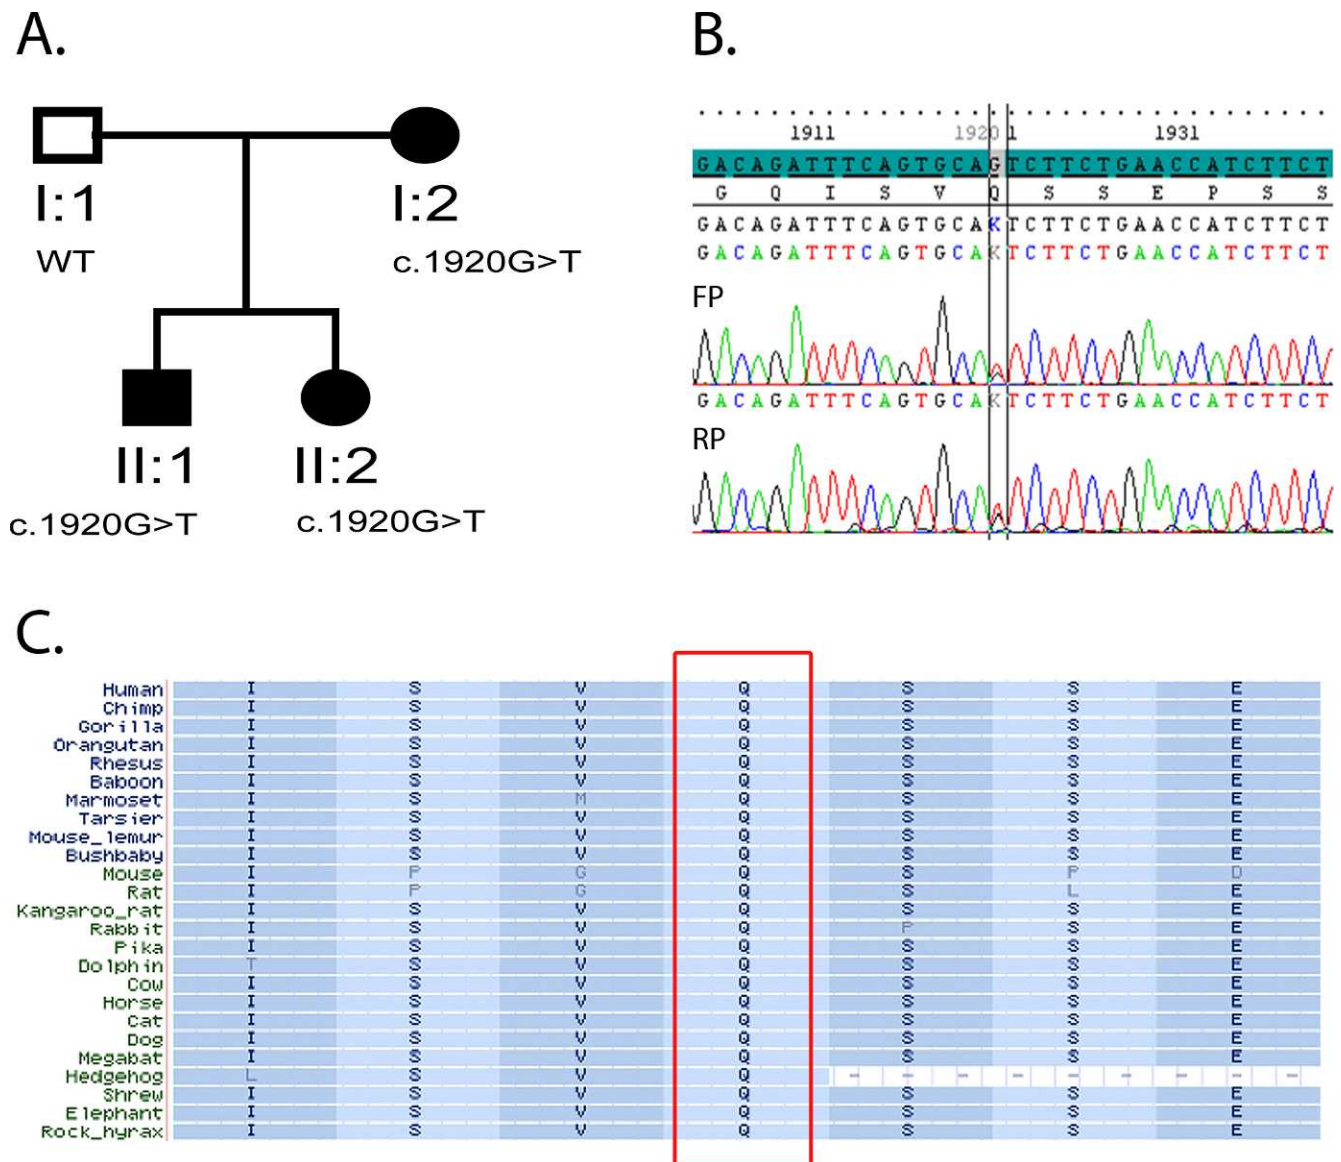 A.
I:1
I:2
WT
c.1920G>T
II:1
II:2
c.1920G>T
c.1920G>T
B.
1911 1920 1 1931
GACAGATTTCAGTGCAGTCTTCTGAACCATCTTCT
G Q I S V Q S S E P S S
GACAGATTTCAGTGCAKTCTTCTGAACCATCTTCT
GACAGATTTCAGTGCAKTCTTCTGAACCATCTTCT
FP
GACAGATTTCAGTGCAKTCTTCTGAACCATCTTCT
RP
C.
Human I S V Q S S E
Chimp I S V Q S S E
Gorilla I S V Q S S E
Orangutan I S V Q S S E
Rhesus I S V Q S S E
Baboon I S V Q S S E
Marmoset I S M Q S S E
Tarsier I S V Q S S E
Mouse_lemur I S V Q S S E
Bushbaby I S V Q S S E
Mouse I P G Q S P D
Rat I P G Q S L E
Kangaroo_rat I S V Q S S E
Rabbit I S V Q P S E
Pika I S V Q S S E
Dolphin T S V Q S S E
Cow I S V Q S S E
Horse I S V Q S S E
Cat I S V Q S S E
Dog I S V Q S S E
Megabat I S V Q S S E
Hedgehog L S V Q - - - - - - - - -
Shrew I S V Q S S E
Elephant I S V Q S S E
Rock_hyrax I S V Q S S E